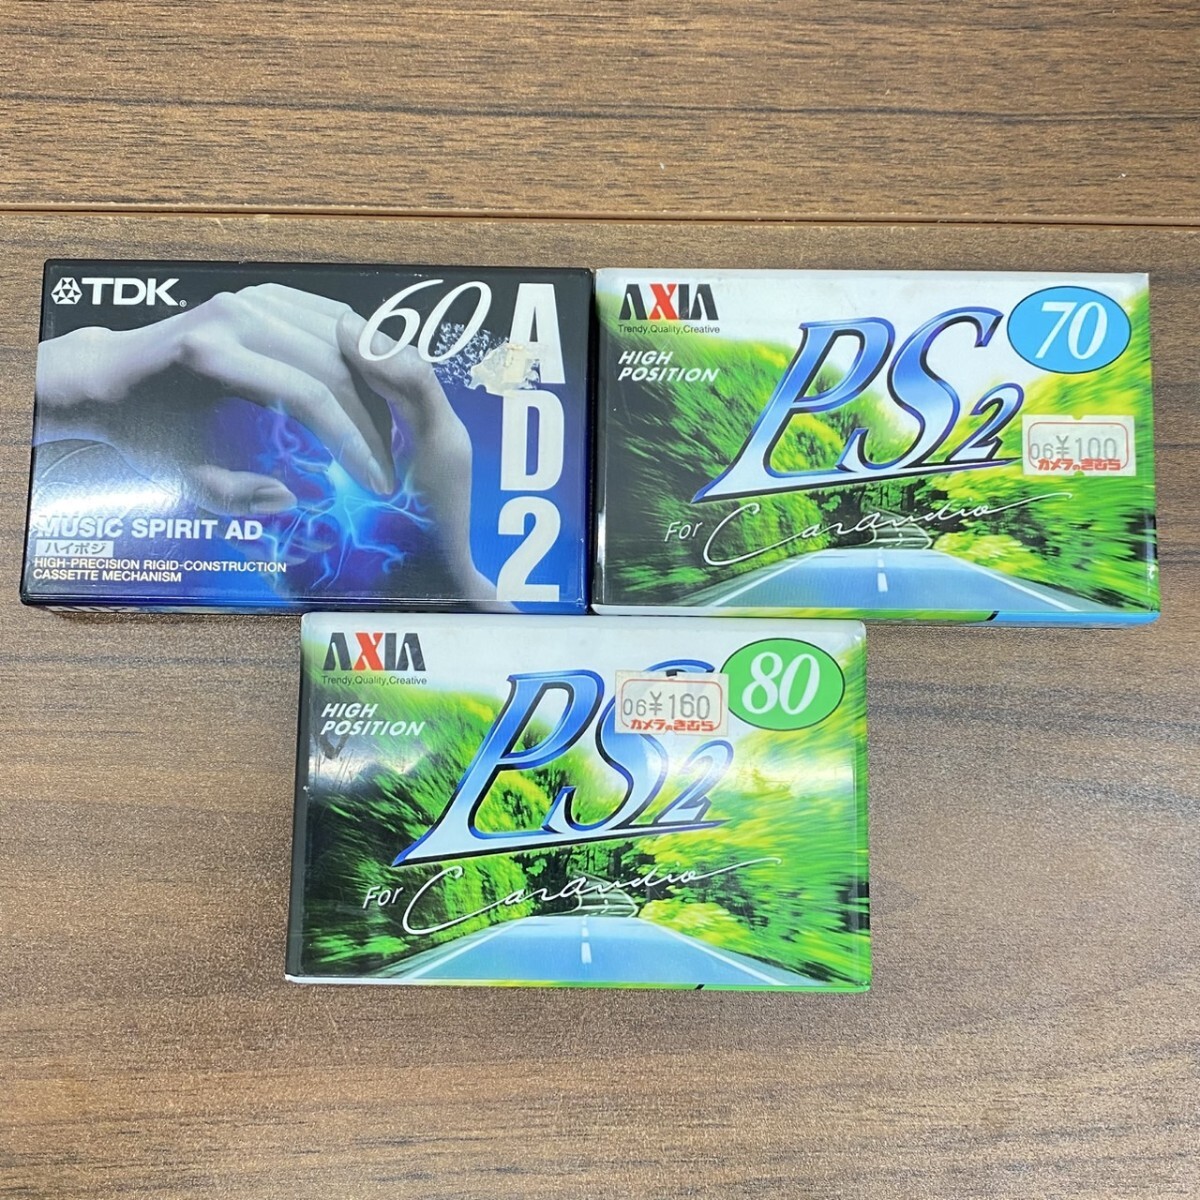 TDK
60
AD2
MUSIC SPIRIT AD
ハイポジ
HIGH-PRECISION RIGID-CONSTRUCTION
CASSETTE MECHANISM
AXIA
Trendy,Quality,Creative
HIGH
POSITION
PS2
70
06¥100
カメラのきむら
For Caraudio
AXIA
Trendy,Quality,Creative
HIGH
POSITION
PS2
80
06¥160
カメラのきむら
For Caraudio